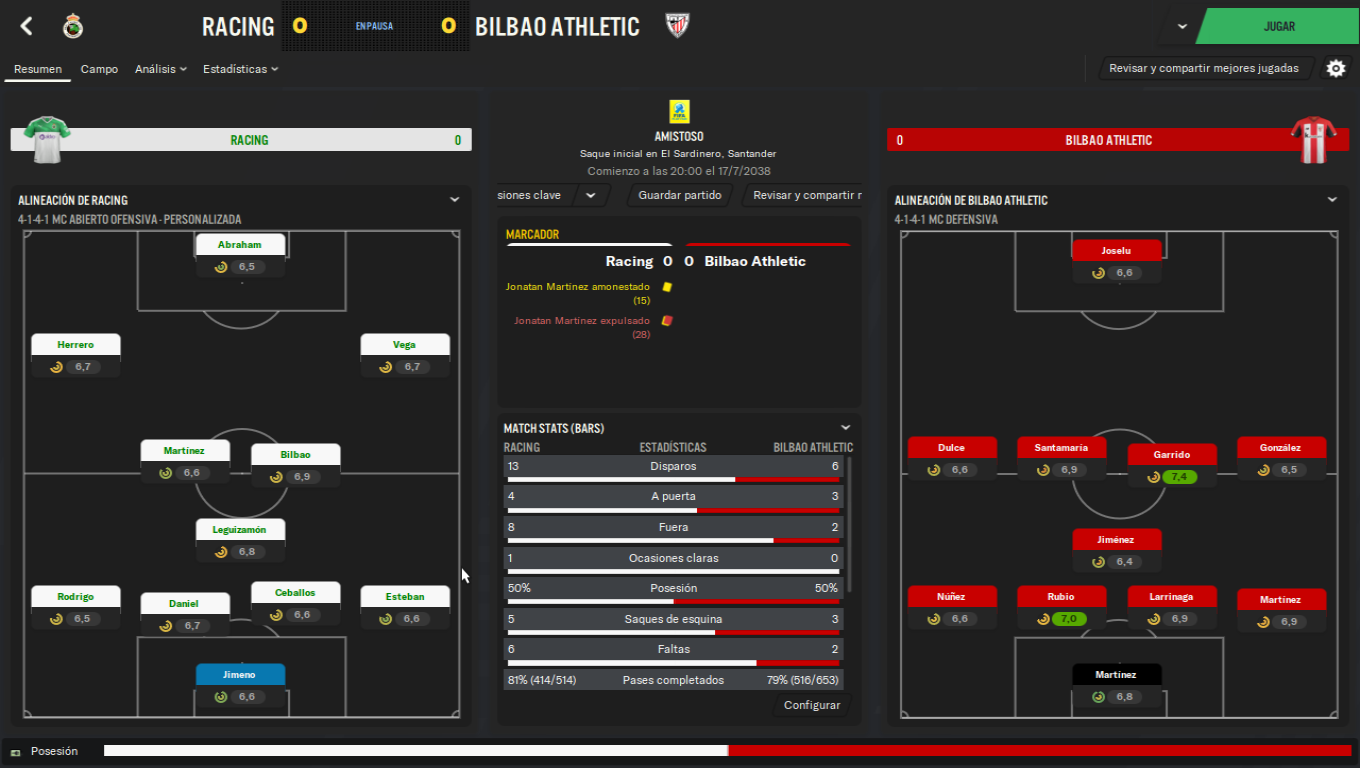 RACING
0
EN PAUSA
0
BILBAO ATHLETIC
JUGAR
Resumen
Campo
Análisis
Estadísticas
Revisar y compartir mejores jugadas
RACING
0
ALINEACIÓN DE RACING
4-1-4-1 MC ABIERTO OFENSIVA - PERSONALIZADA
Abraham
6,5
Herrero
6,7
Vega
6,7
Martínez
6,6
Bilbao
6,9
Leguizamón
6,8
Rodrigo
6,5
Daniel
6,7
Ceballos
6,6
Esteban
6,6
Jimeno
6,6
FIFA
AMISTOSO
Saque inicial en El Sardinero, Santander
Comienzo a las 20:00 el 17/7/2038
siones clave
Guardar partido
Revisar y compartir r
MARCADOR
Racing 0 0 Bilbao Athletic
Jonatan Martínez amonestado
(15)
Jonatan Martínez expulsado
(28)
MATCH STATS (BARS)
RACING ESTADÍSTICAS BILBAO ATHLETIC
13 Disparos 6
4 A puerta 3
8 Fuera 2
1 Ocasiones claras 0
50% Posesión 50%
5 Saques de esquina 3
6 Faltas 2
81% (414/514) Pases completados 79% (516/653)
Configurar
0
BILBAO ATHLETIC
ALINEACIÓN DE BILBAO ATHLETIC
4-1-4-1 MC DEFENSIVA
Joselu
6,6
Dulce
6,6
Santamaría
6,9
Garrido
7,4
González
6,5
Jiménez
6,4
Núñez
6,6
Rubio
7,0
Larrinaga
6,9
Martínez
6,9
Martínez
6,8
Posesión